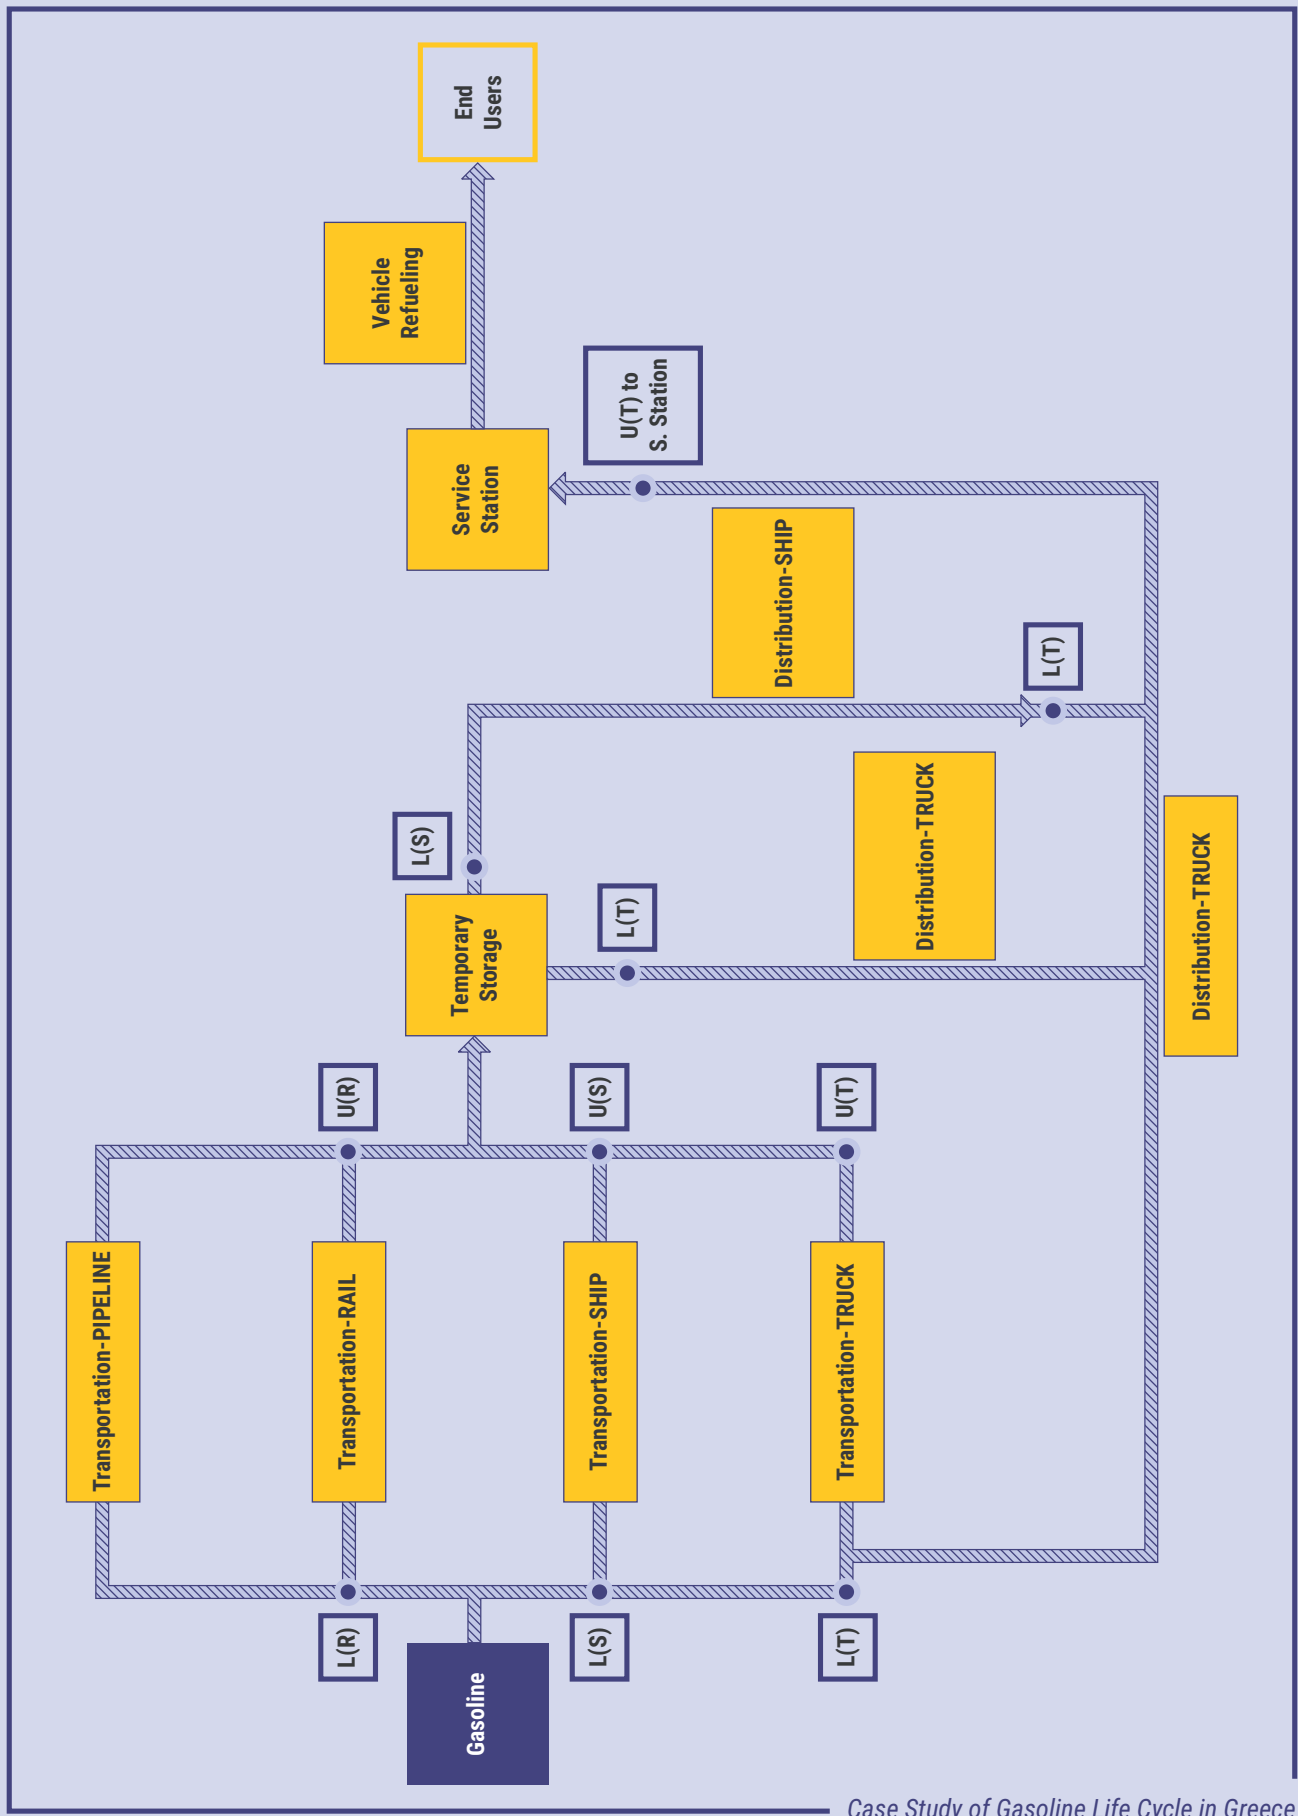 Gasoline
L(R)
L(S)
L(T)
Transportation-PIPELINE
Transportation-RAIL
Transportation-SHIP
Transportation-TRUCK
U(R)
U(S)
U(T)
Temporary
Storage
L(S)
L(T)
Distribution-TRUCK
Distribution-TRUCK
L(T)
Distribution-SHIP
Service
Station
U(T) to
S. Station
Vehicle
Refueling
End
Users
Case Study of Gasoline Life Cycle in Greece